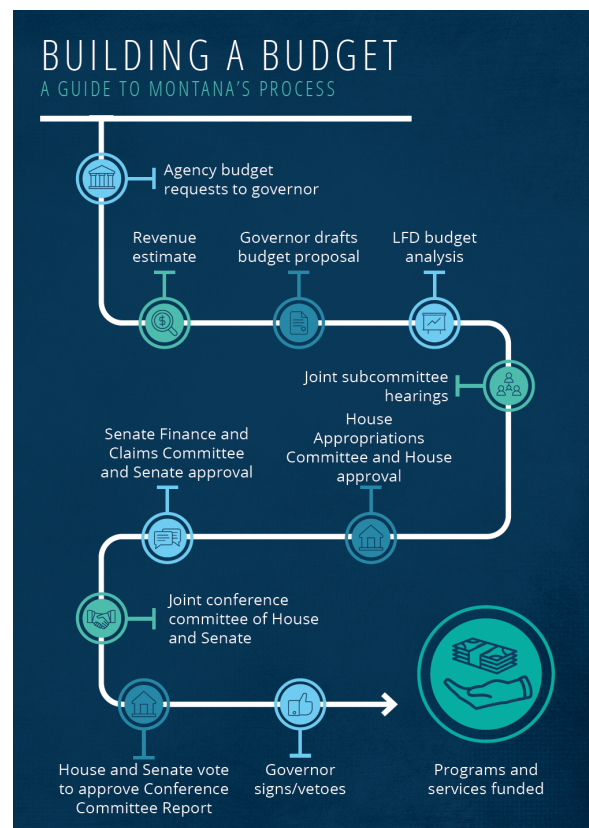 BUILDING A BUDGET
A GUIDE TO MONTANA'S PROCESS
Agency budget
requests to governor
Revenue
estimate
Governor drafts
budget proposal
LFD budget
analysis
Joint subcommittee
hearings
House
Appropriations
Committee and House
approval
Senate Finance and
Claims Committee
and Senate approval
Joint conference
committee of House
and Senate
House and Senate vote
to approve Conference
Committee Report
Governor
signs/vetoes
Programs and
services funded